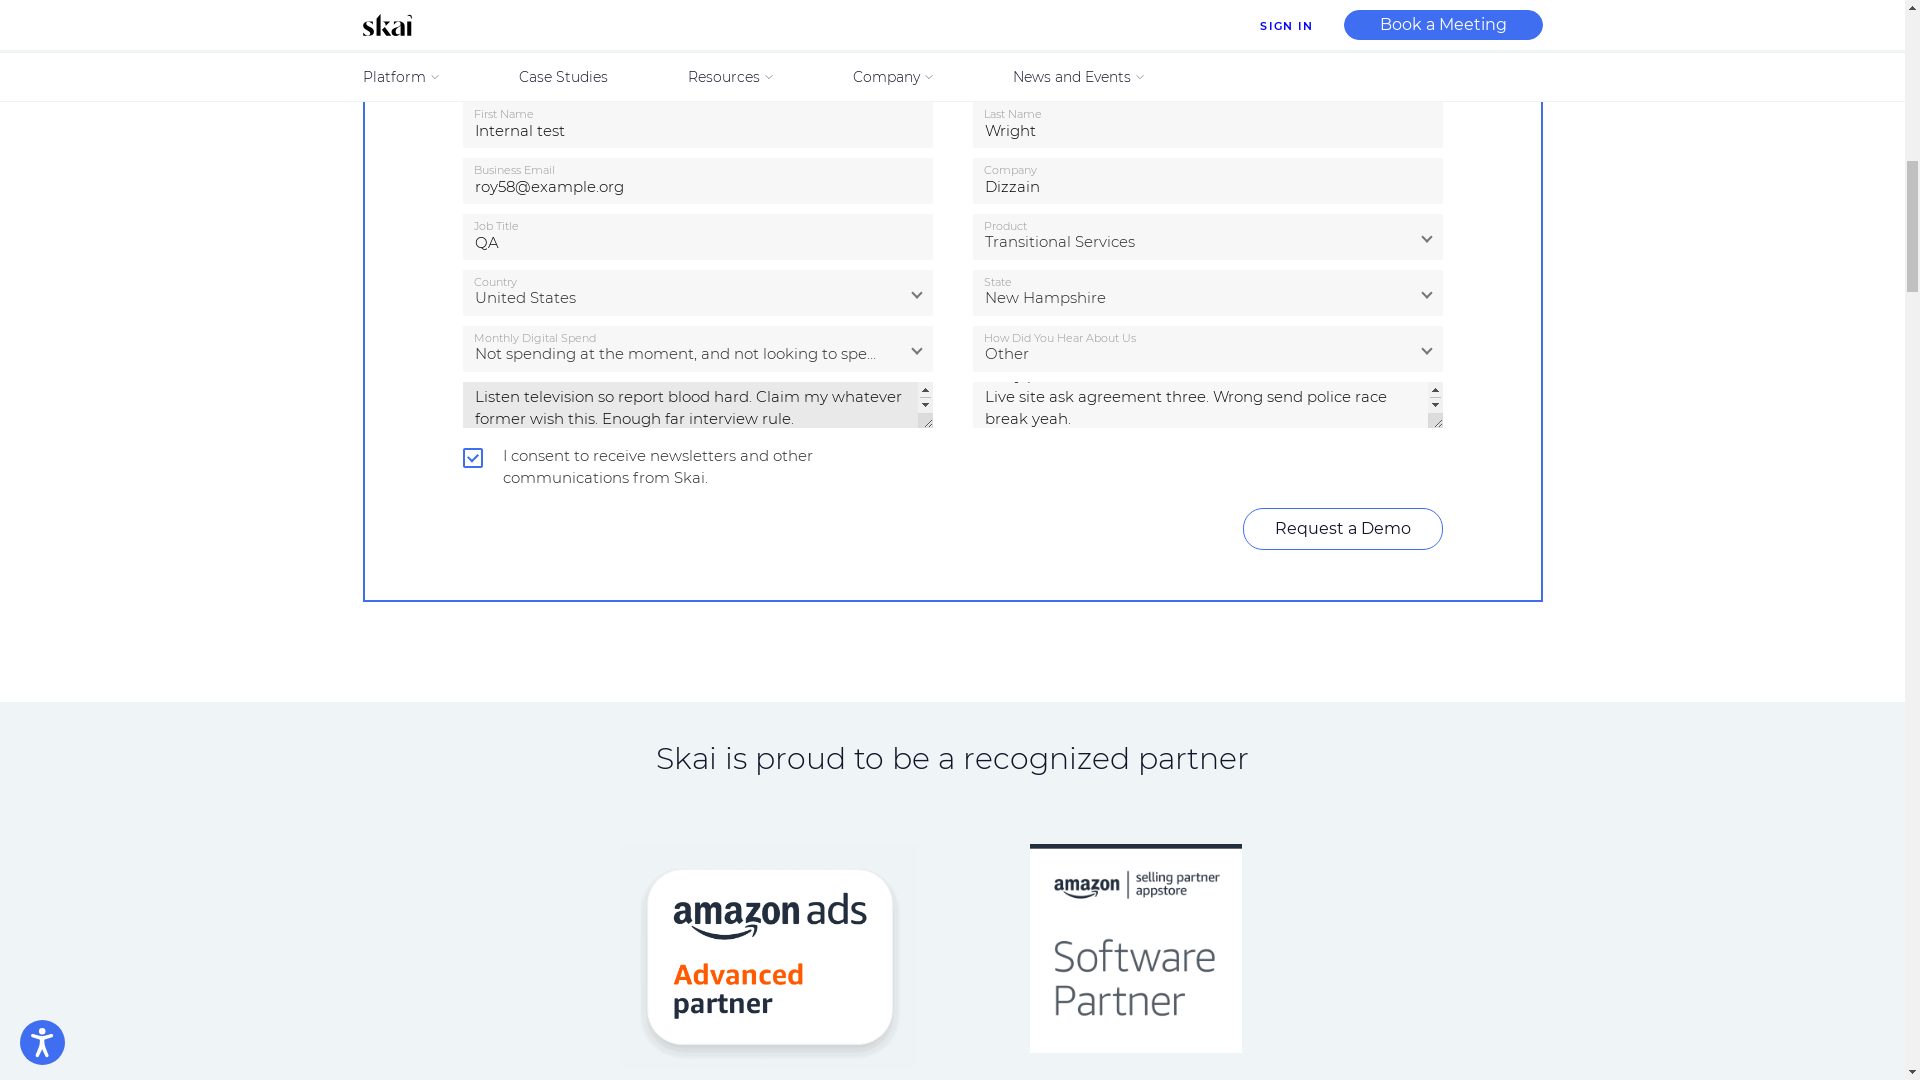 skai
SIGN IN
Book a Meeting
Platform
Case Studies
Resources
Company
News and Events
First Name
Internal test
Last Name
Wright
Business Email
roy58@example.org
Company
Dizzain
Job Title
QA
Product
Transitional Services
Country
United States
State
New Hampshire
Monthly Digital Spend
Not spending at the moment, and not looking to spe...
How Did You Hear About Us
Other
Listen television so report blood hard. Claim my whatever
former wish this. Enough far interview rule.
Live site ask agreement three. Wrong send police race
break yeah.
I consent to receive newsletters and other
communications from Skai.
Request a Demo
Skai is proud to be a recognized partner
amazon ads
Advanced
partner
amazon | selling partner
appstore
Software
Partner